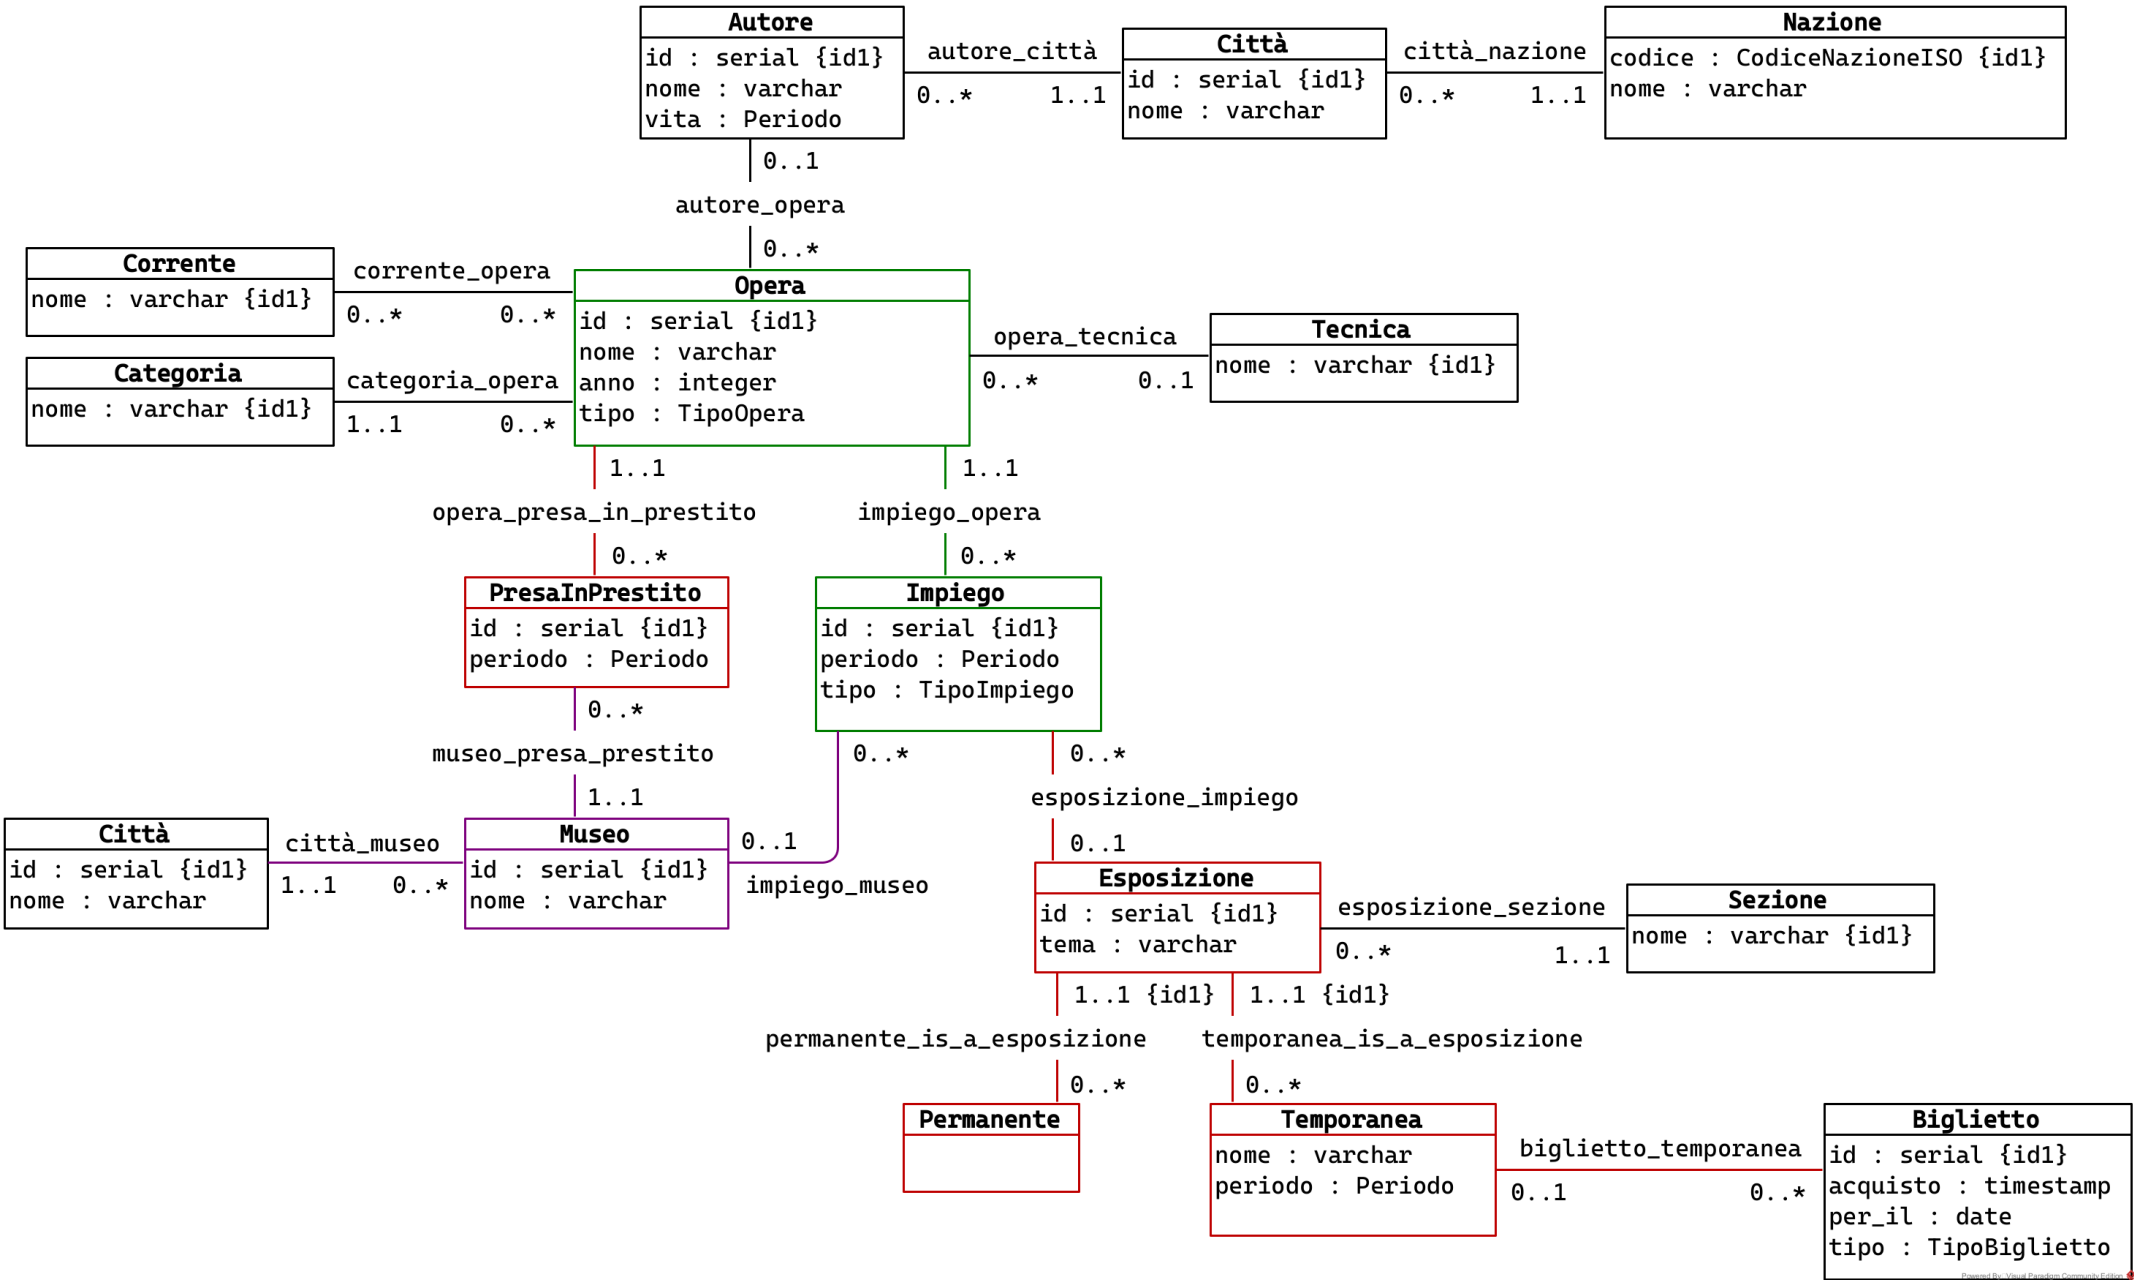 Autore
id : serial {id1}
nome : varchar
vita : Periodo
autore_città
0..*
1..1
Città
id : serial {id1}
nome : varchar
città_nazione
0..*
1..1
Nazione
codice : CodiceNazioneISO {id1}
nome : varchar
0..1
autore_opera
0..*
Corrente
nome : varchar {id1}
corrente_opera
0..*
0..*
Categoria
nome : varchar {id1}
categoria_opera
1..1
0..*
Opera
id : serial {id1}
nome : varchar
anno : integer
tipo : TipoOpera
opera_tecnica
0..*
0..1
Tecnica
nome : varchar {id1}
1..1
opera_presa_in_prestito
0..*
1..1
impiego_opera
0..*
PresaInPrestito
id : serial {id1}
periodo : Periodo
Impiego
id : serial {id1}
periodo : Periodo
tipo : TipoImpiego
0..*
museo_presa_prestito
1..1
0..*
0..1
impiego_museo
0..*
esposizione_impiego
0..1
Città
id : serial {id1}
nome : varchar
città_museo
1..1
0..*
Museo
id : serial {id1}
nome : varchar
Esposizione
id : serial {id1}
tema : varchar
esposizione_sezione
0..*
1..1
Sezione
nome : varchar {id1}
1..1 {id1}
permanente_is_a_esposizione
0..*
1..1 {id1}
temporanea_is_a_esposizione
0..*
Permanente
Temporanea
nome : varchar
periodo : Periodo
biglietto_temporanea
0..1
0..*
Biglietto
id : serial {id1}
acquisto : timestamp
per_il : date
tipo : TipoBiglietto
Powered By: Visual Paradigm Community Edition